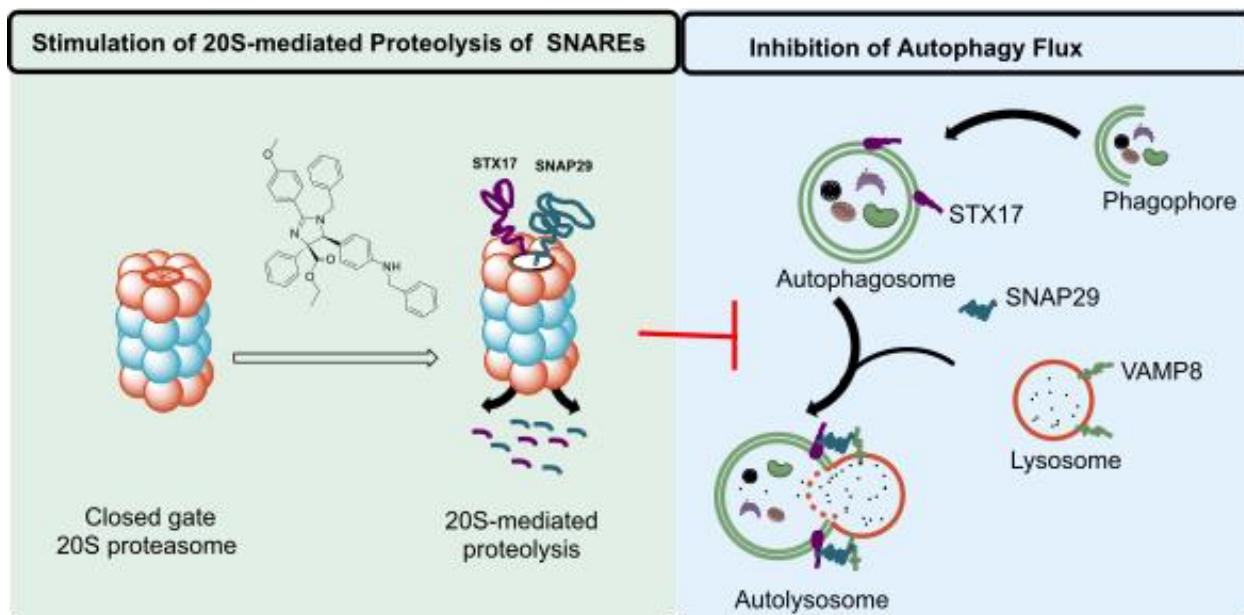 Stimulation of 20S-mediated Proteolysis of SNAREs
Inhibition of Autophagy Flux
O
N
N
NH
O
O
STX17
SNAP29
Closed gate
20S proteasome
20S-mediated
proteolysis
Phagophore
STX17
Autophagosome
SNAP29
VAMP8
Lysosome
Autolysosome